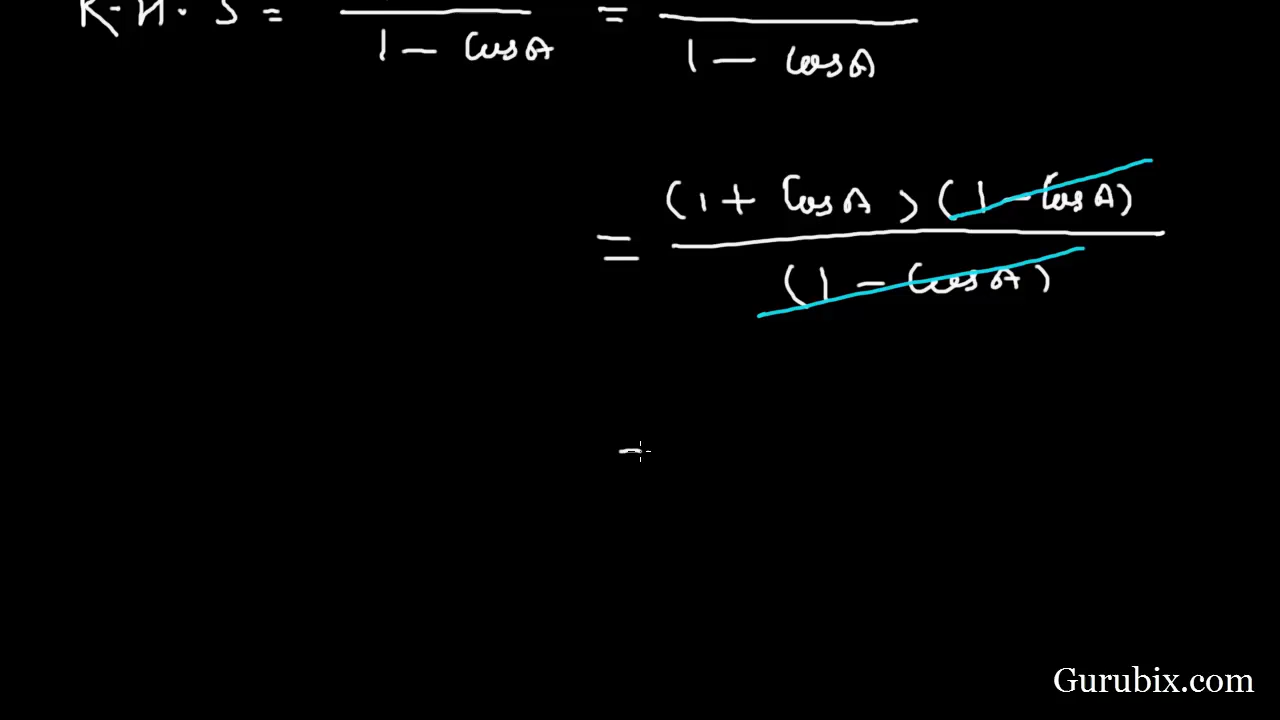 R.H.S = / 1 - CosA = / 1 - CosA
= (1 + CosA) (1 - CosA) / (1 - CosA)
Gurubix.com